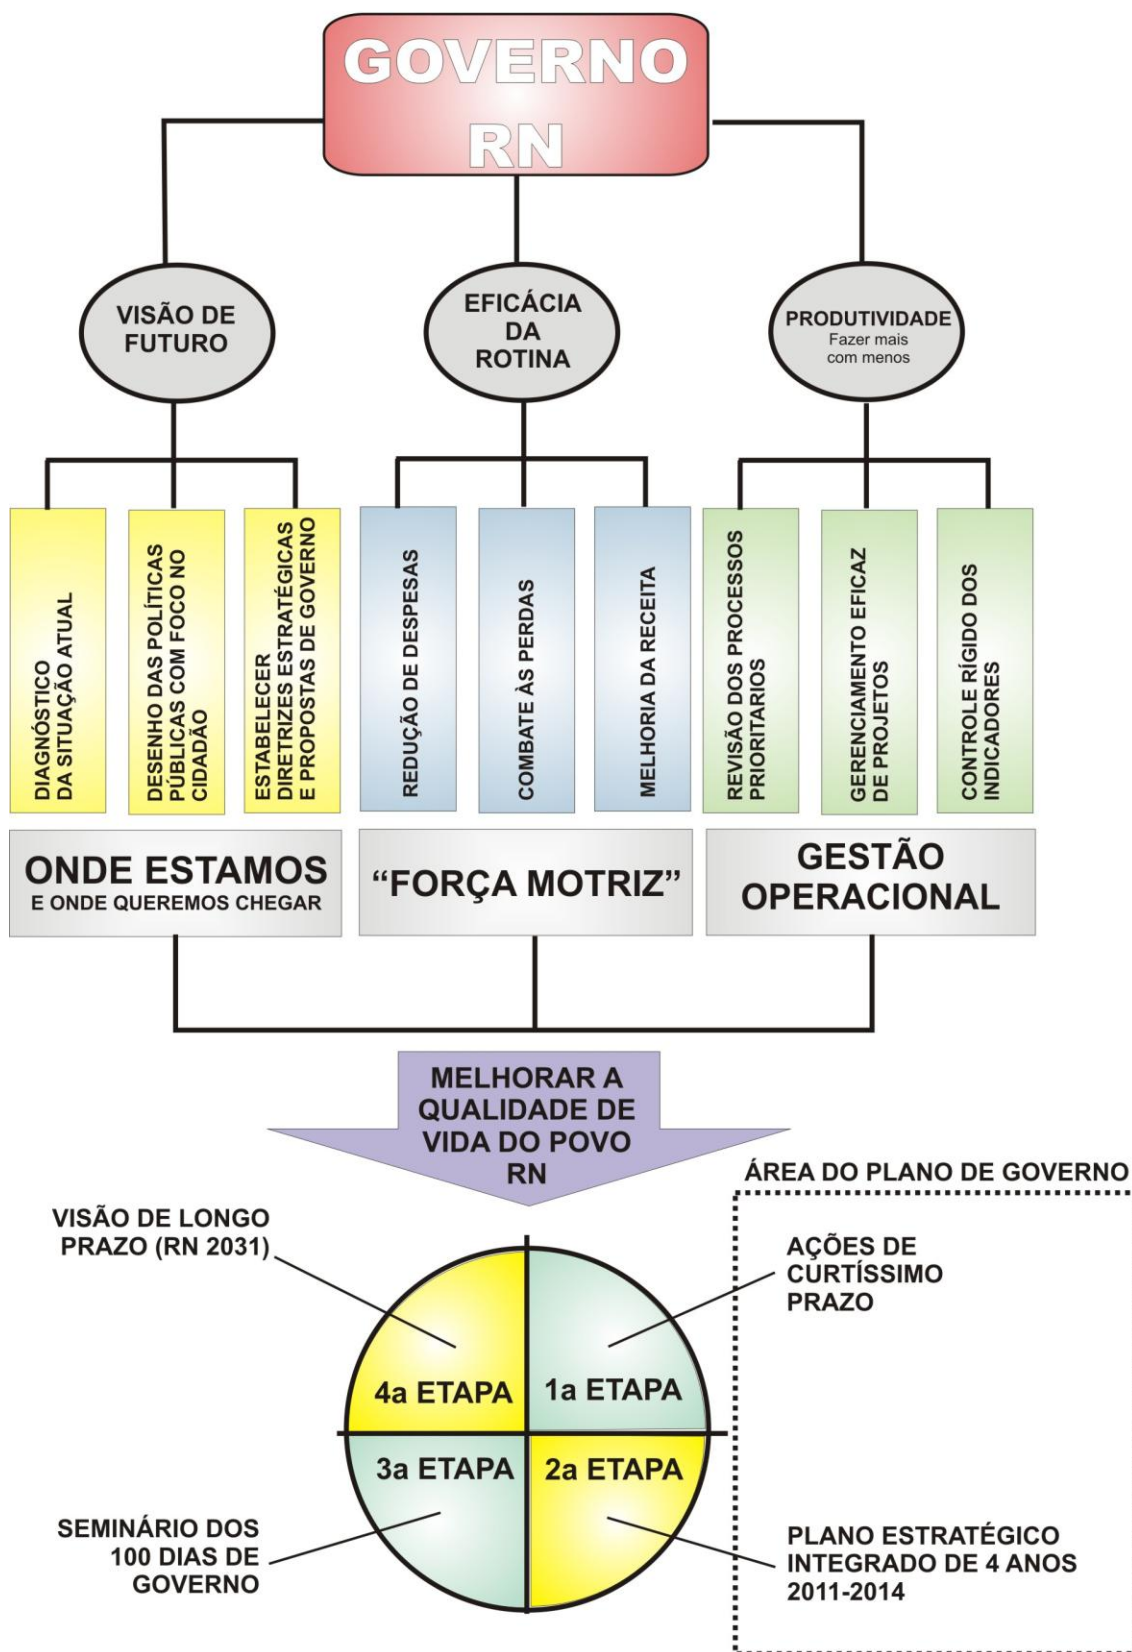 GOVERNO
RN
VISÃO DE
FUTURO
EFICÁCIA
DA
ROTINA
PRODUTIVIDADE
Fazer mais
com menos
DIAGNÓSTICO
DA SITUAÇÃO ATUAL
DESENHO DAS POLÍTICAS
PÚBLICAS COM FOCO NO
CIDADÃO
ESTABELECER
DIRETRIZES ESTRATÉGICAS
E PROPOSTAS DE GOVERNO
REDUÇÃO DE DESPESAS
COMBATE ÀS PERDAS
MELHORIA DA RECEITA
REVISÃO DOS PROCESSOS
PRIORITARIOS
GERENCIAMENTO EFICAZ
DE PROJETOS
CONTROLE RÍGIDO DOS
INDICADORES
ONDE ESTAMOS
E ONDE QUEREMOS CHEGAR
“FORÇA MOTRIZ”
GESTÃO
OPERACIONAL
MELHORAR A
QUALIDADE DE
VIDA DO POVO
RN
ÁREA DO PLANO DE GOVERNO
VISÃO DE LONGO
PRAZO (RN 2031)
AÇÕES DE
CURTÍSSIMO
PRAZO
4a ETAPA
1a ETAPA
3a ETAPA
2a ETAPA
SEMINÁRIO DOS
100 DIAS DE
GOVERNO
PLANO ESTRATÉGICO
INTEGRADO DE 4 ANOS
2011-2014